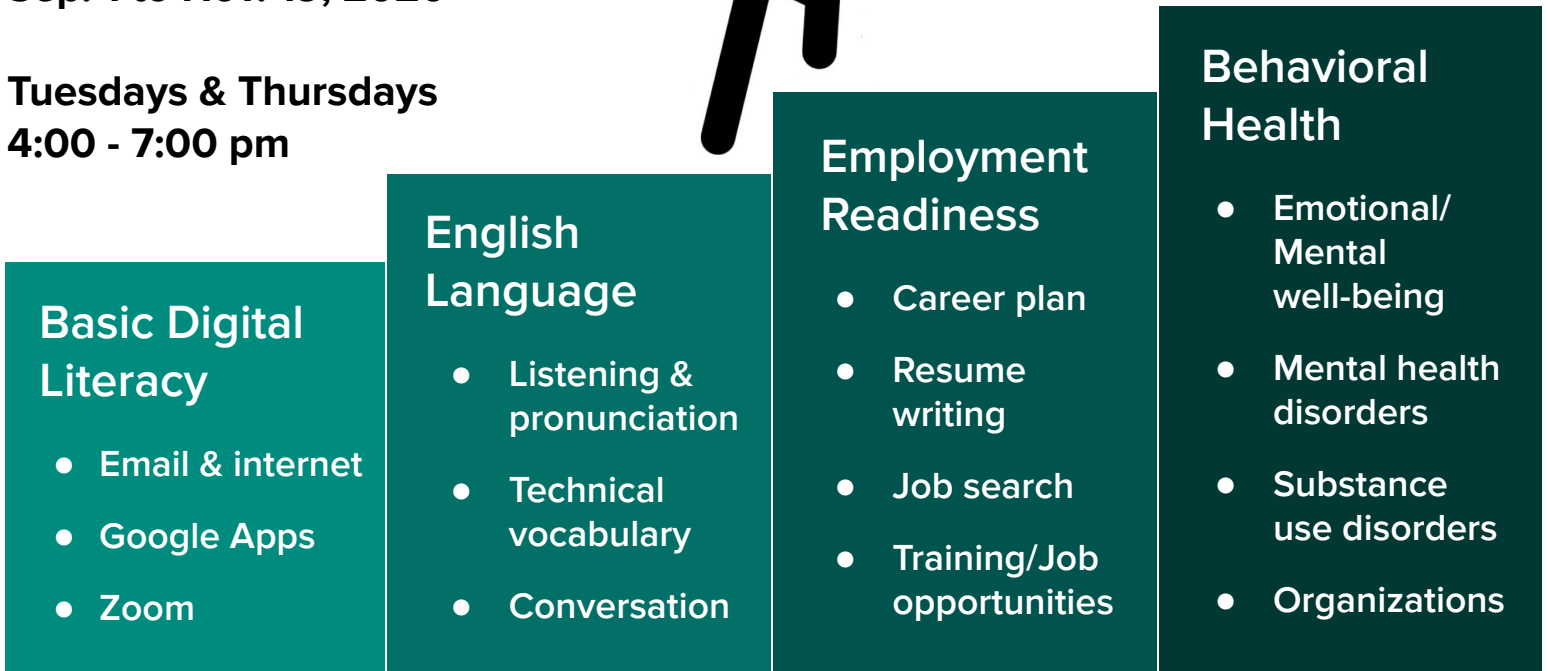 Tuesdays & Thursdays
4:00 - 7:00 pm
Basic Digital
Literacy
● Email & internet
● Google Apps
● Zoom
English
Language
● Listening &
pronunciation
● Technical
vocabulary
● Conversation
Employment
Readiness
● Career plan
● Resume
writing
● Job search
● Training/Job
opportunities
Behavioral
Health
● Emotional/
Mental
well-being
● Mental health
disorders
● Substance
use disorders
● Organizations